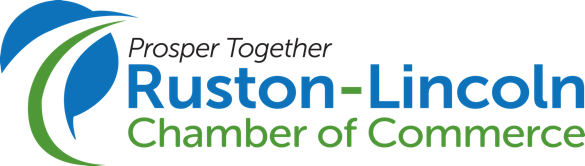 Prosper Together
Ruston-Lincoln
Chamber of Commerce